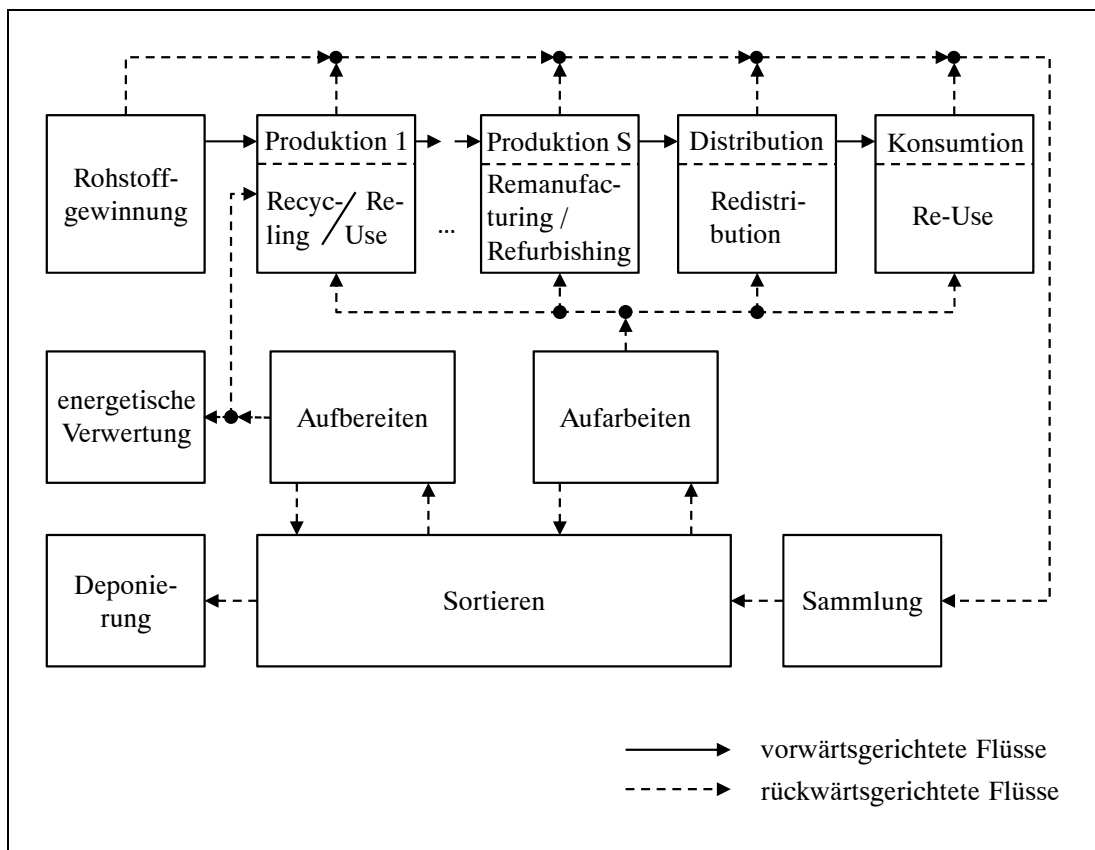 Rohstoff-
gewinnung
Produktion 1
Recyc-
ling
/
Re-
Use
...
Produktion S
Remanufac-
turing /
Refurbishing
Distribution
Redistri-
bution
Konsumtion
Re-Use
energetische
Verwertung
Aufbereiten
Aufarbeiten
Deponie-
rung
Sortieren
Sammlung
vorwärtsgerichtete Flüsse
rückwärtsgerichtete Flüsse